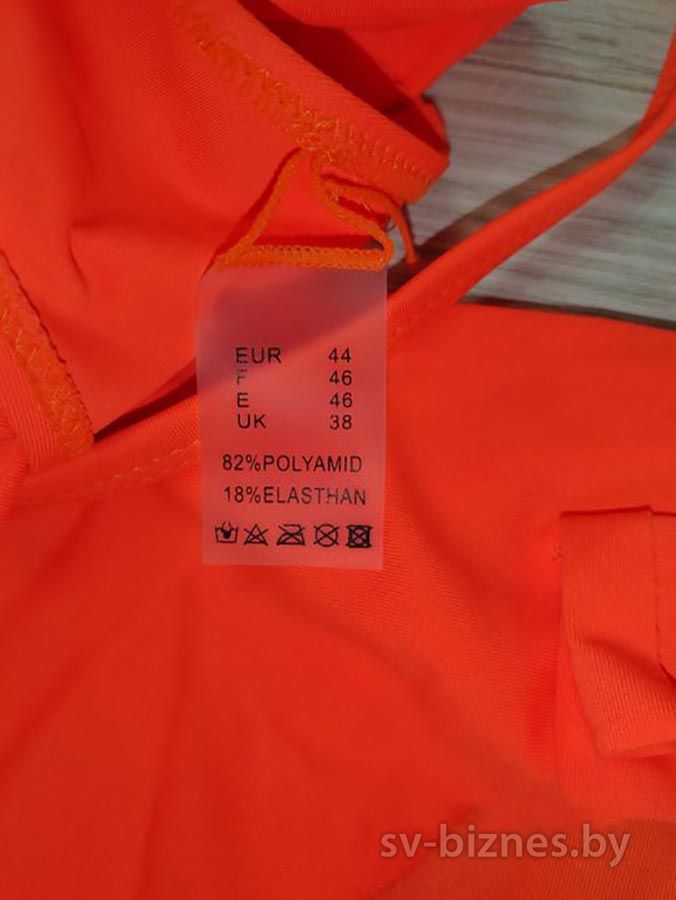 EUR 44
F 46
E 46
UK 38
82%POLYAMID
18%ELASTHAN
sv-biznes.by